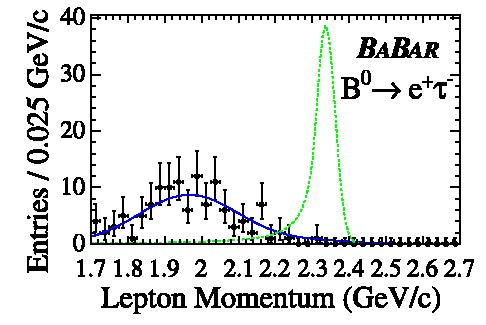 40
30
20
10
0
Entries / 0.025 GeV/c
BABAR
B⁰→ e⁺τ⁻
1.7 1.8 1.9 2 2.1 2.2 2.3 2.4 2.5 2.6 2.7
Lepton Momentum (GeV/c)